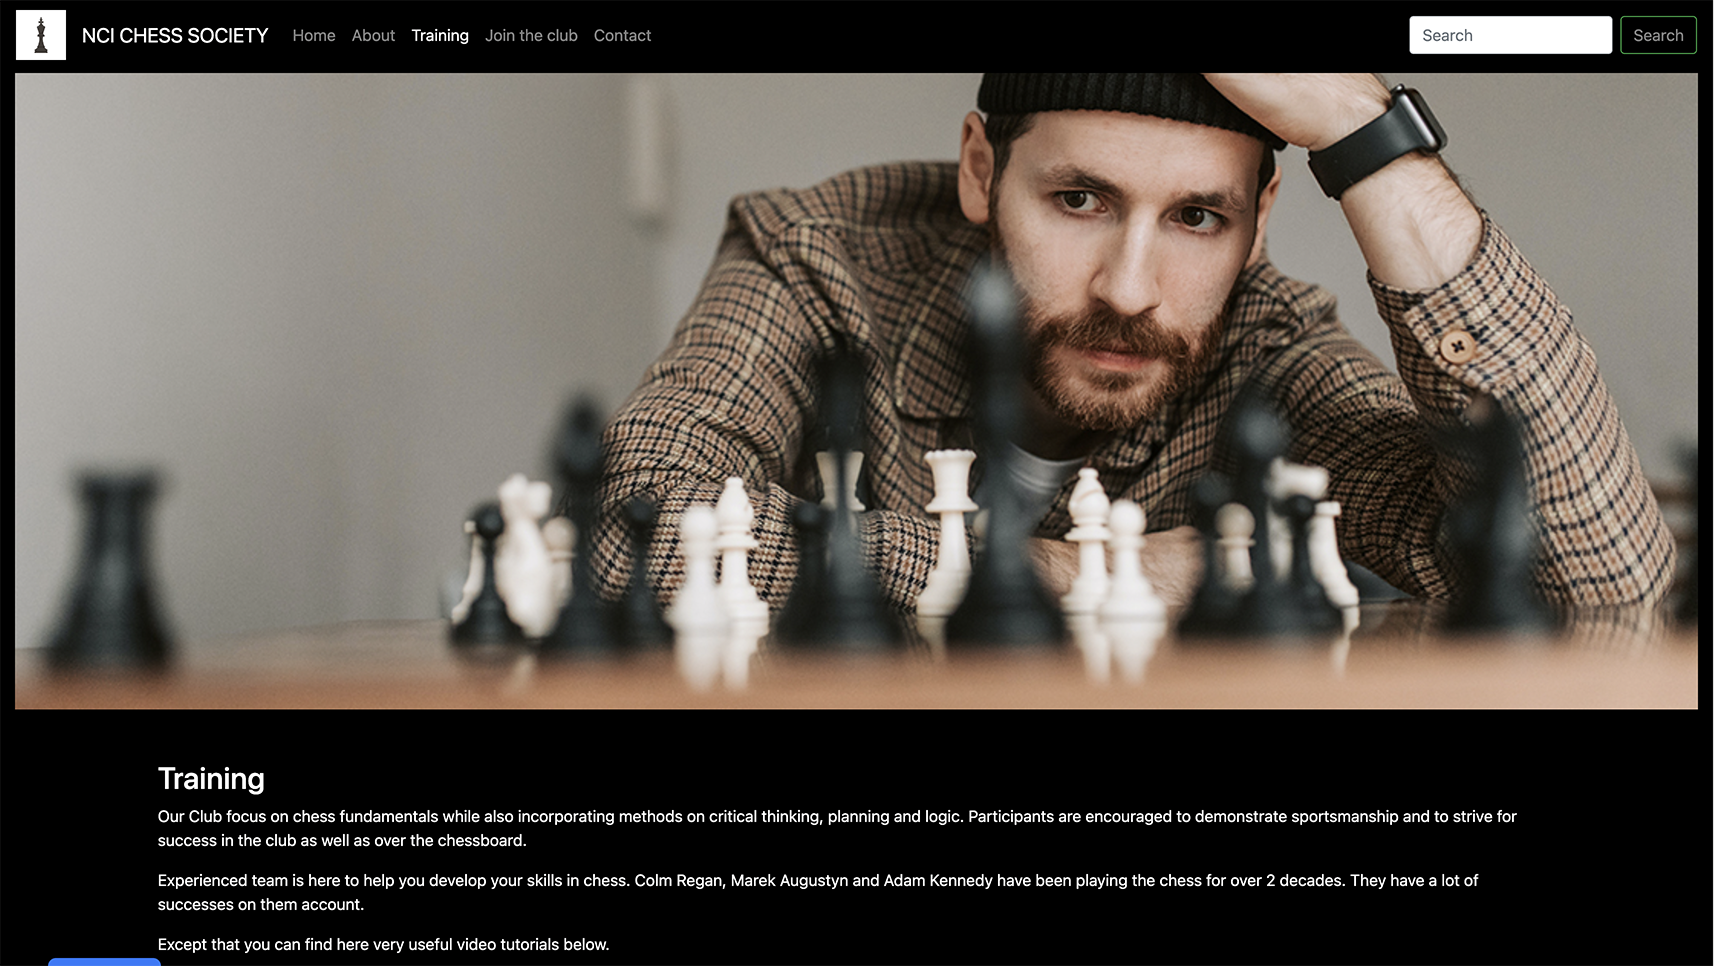 NCI CHESS SOCIETY Home About Training Join the club Contact Search Search
Training
Our Club focus on chess fundamentals while also incorporating methods on critical thinking, planning and logic. Participants are encouraged to demonstrate sportsmanship and to strive for
success in the club as well as over the chessboard.
Experienced team is here to help you develop your skills in chess. Colm Regan, Marek Augustyn and Adam Kennedy have been playing the chess for over 2 decades. They have a lot of
successes on them account.
Except that you can find here very useful video tutorials below.